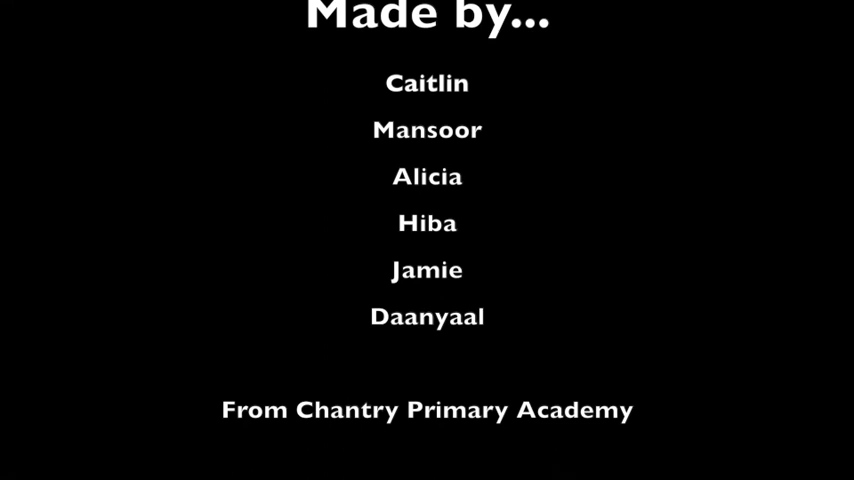 Made by...
Caitlin
Mansoor
Alicia
Hiba
Jamie
Daanyaal
From Chantry Primary Academy